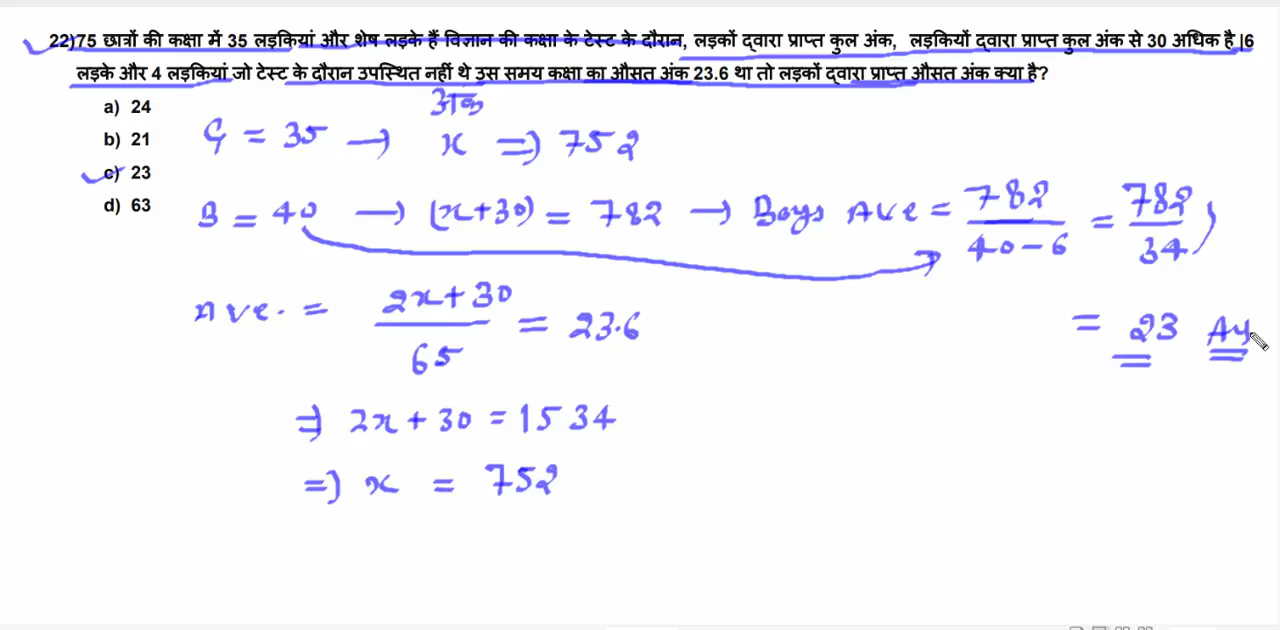 22)75 छात्रों की कक्षा में 35 लड़कियां और शेष लड़के हैं विज्ञान की कक्षा के टेस्ट के दौरान, लड़कों द्वारा प्राप्त कुल अंक, लड़कियों द्वारा प्राप्त कुल अंक से 30 अधिक है |6
लड़के और 4 लड़कियां जो टेस्ट के दौरान उपस्थित नहीं थे उस समय कक्षा का औसत अंक 23.6 था तो लड़कों द्वारा प्राप्त औसत अंक क्या है?
a) 24
b) 21
c) 23
d) 63
अंक
G = 35 → x ⇒ 752
B = 40 → (x+30) = 782 → Boys Ave = 782/40-6 = 782/34
Ave. = 2x+30/65 = 23.6
= 23 Ay
⇒ 2x + 30 = 1534
⇒ x = 752